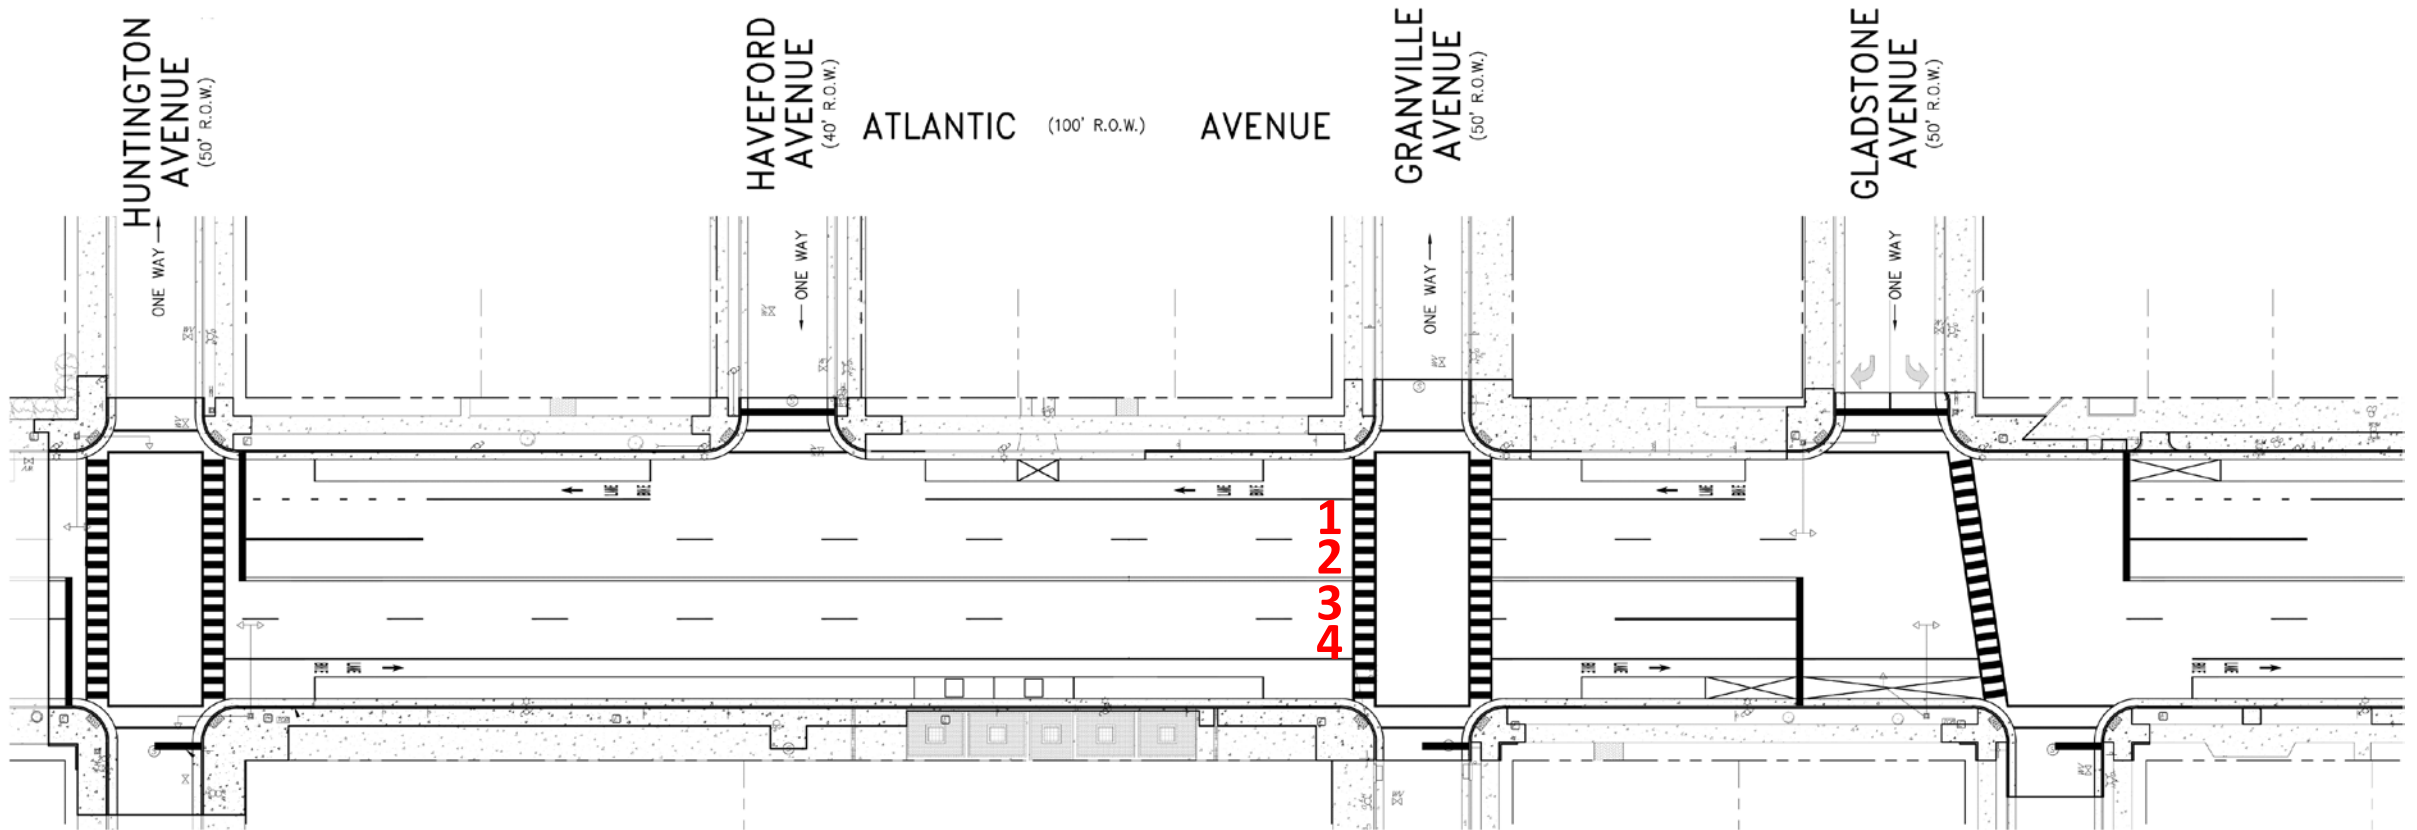 HUNTINGTON
AVENUE
(50' R.O.W.)
HAVEFORD
AVENUE
(40' R.O.W.)
ATLANTIC (100' R.O.W.) AVENUE
GRANVILLE
AVENUE
(50' R.O.W.)
GLADSTONE
AVENUE
(50' R.O.W.)
ONE WAY
ONE WAY
ONE WAY
ONE WAY
1
2
3
4